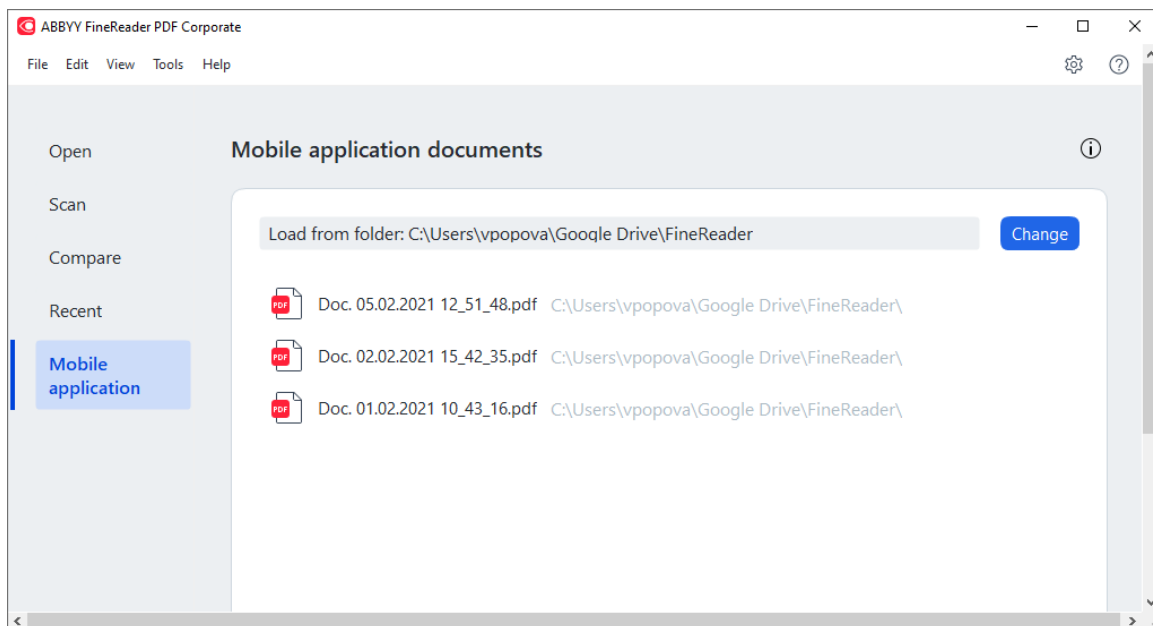 ABBYY FineReader PDF Corporate
File Edit View Tools Help
Open
Scan
Compare
Recent
Mobile
application
Mobile application documents
Load from folder: C:\Users\vpopova\Google Drive\FineReader
Change
PDF Doc. 05.02.2021 12_51_48.pdf C:\Users\vpopova\Google Drive\FineReader\
PDF Doc. 02.02.2021 15_42_35.pdf C:\Users\vpopova\Google Drive\FineReader\
PDF Doc. 01.02.2021 10_43_16.pdf C:\Users\vpopova\Google Drive\FineReader\